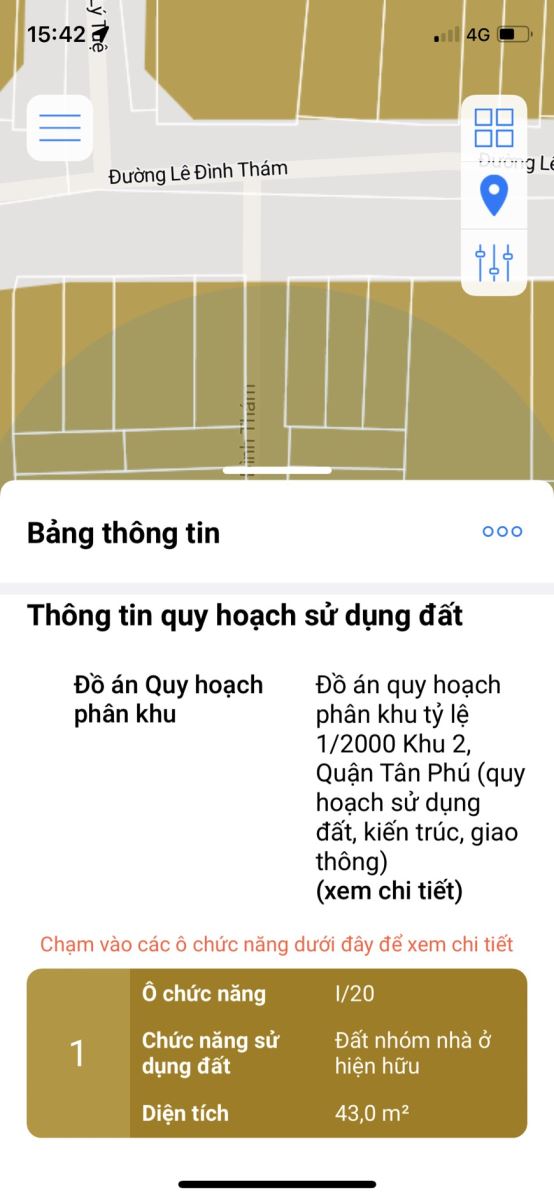 Lý Tuệ
15:42
4G
Đường Lê Đình Thám
Đường Lê
Bảng thông tin
Thông tin quy hoạch sử dụng đất
Đồ án Quy hoạch
phân khu
Đồ án quy hoạch
phân khu tỷ lệ
1/2000 Khu 2,
Quận Tân Phú (quy
hoạch sử dụng
đất, kiến trúc, giao
thông)
(xem chi tiết)
Chạm vào các ô chức năng dưới đây để xem chi tiết
1
Ô chức năng
I/20
Chức năng sử
dụng đất
Đất nhóm nhà ở
hiện hữu
Diện tích
43,0 m²